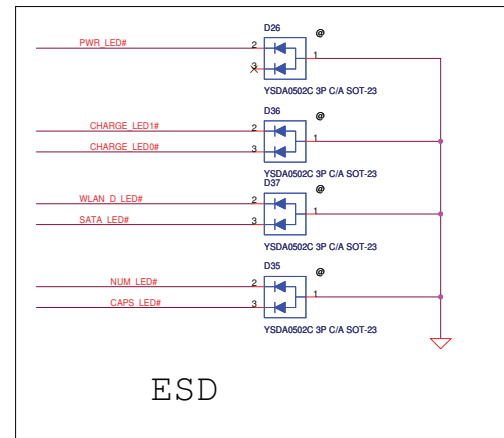 D26
@
PWR_LED#
2
1
3
YSDA0502C 3P C/A SOT-23
D36
@
CHARGE_LED1#
2
CHARGE_LED0#
3
1
YSDA0502C 3P C/A SOT-23
D37
@
WLAN_D_LED#
2
1
SATA_LED#
3
YSDA0502C 3P C/A SOT-23
D35
@
NUM_LED#
2
1
CAPS_LED#
3
YSDA0502C 3P C/A SOT-23
ESD